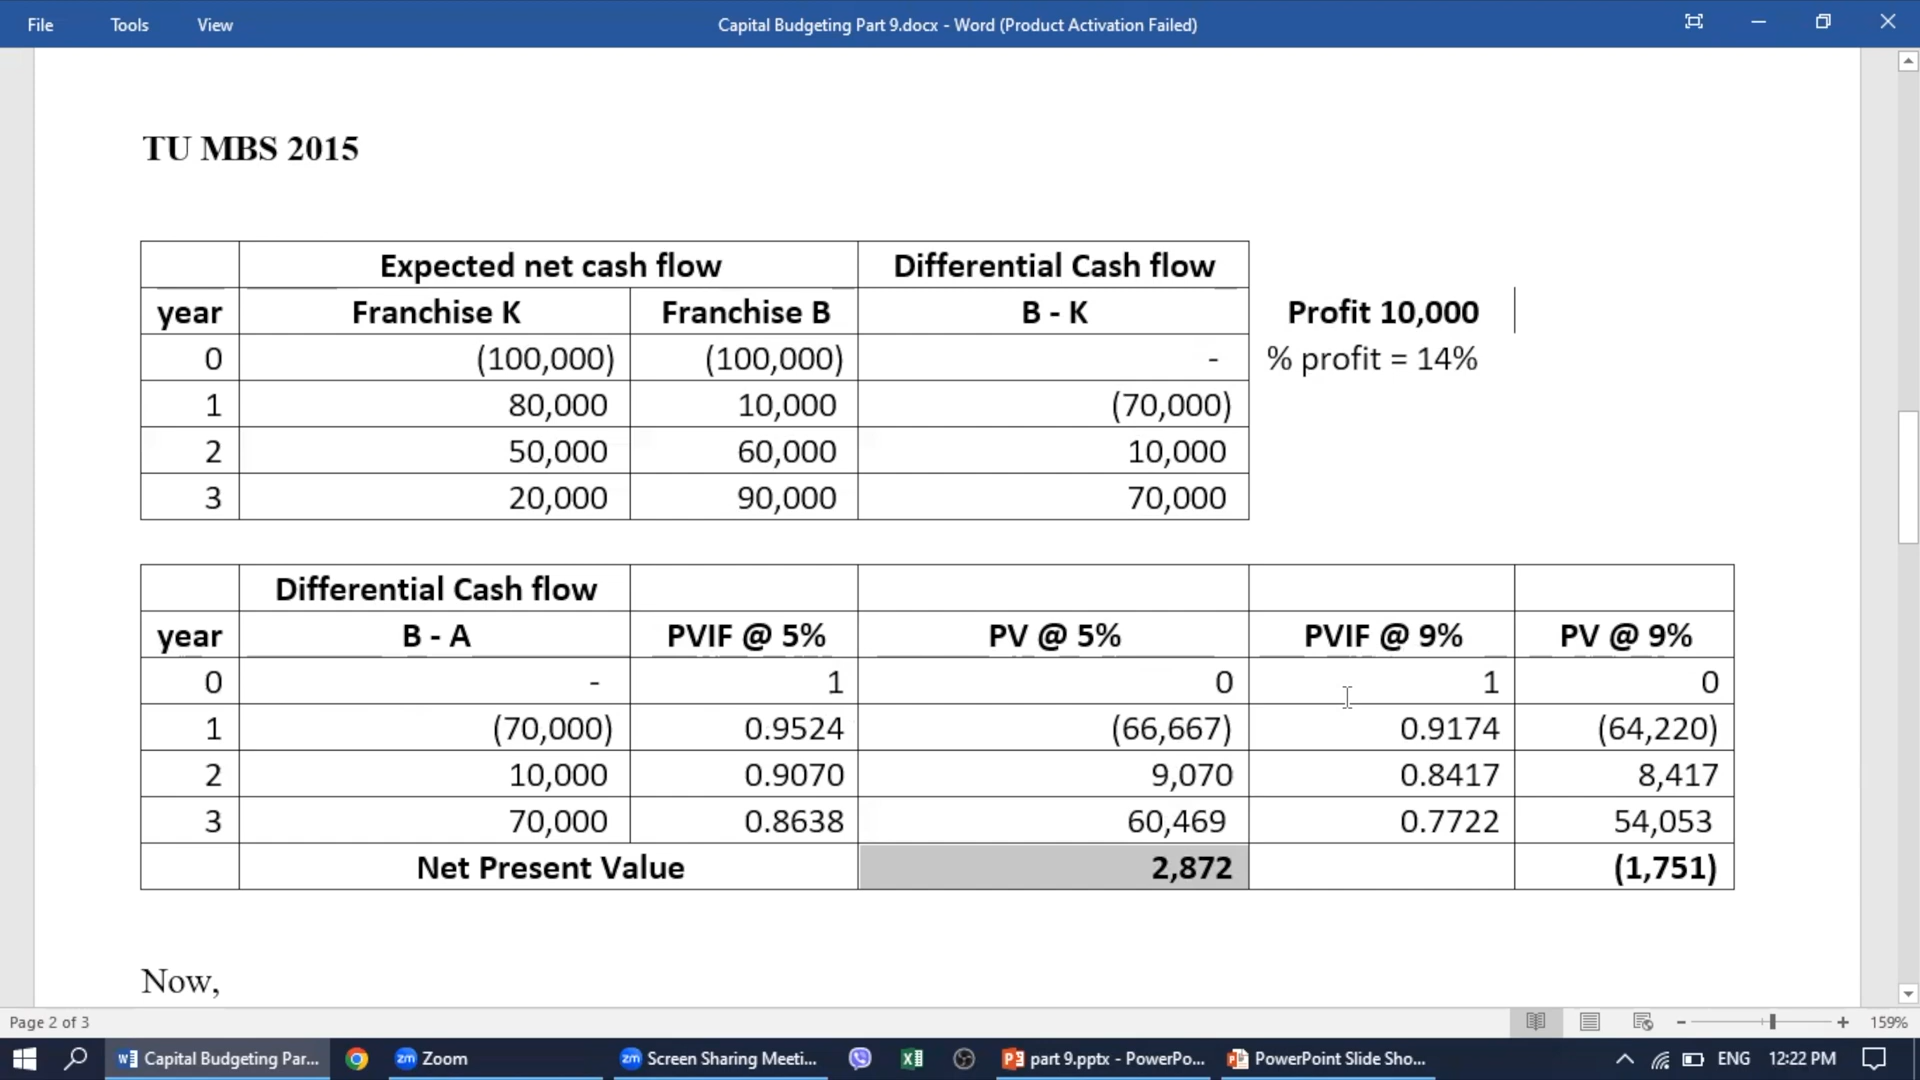 File Tools View Capital Budgeting Part 9.docx - Word (Product Activation Failed)
TU MBS 2015
Expected net cash flow Differential Cash flow
year Franchise K Franchise B B - K Profit 10,000
0 (100,000) (100,000) - % profit = 14%
1 80,000 10,000 (70,000)
2 50,000 60,000 10,000
3 20,000 90,000 70,000
Differential Cash flow
year B - A PVIF @ 5% PV @ 5% PVIF @ 9% PV @ 9%
0 - 1 0 1 0
1 (70,000) 0.9524 (66,667) 0.9174 (64,220)
2 10,000 0.9070 9,070 0.8417 8,417
3 70,000 0.8638 60,469 0.7722 54,053
Net Present Value 2,872 (1,751)
Now,
Page 2 of 3 159%
Capital Budgeting Par... Zoom Screen Sharing Meeti... part 9.pptx - PowerPo... PowerPoint Slide Sho... ENG 12:22 PM